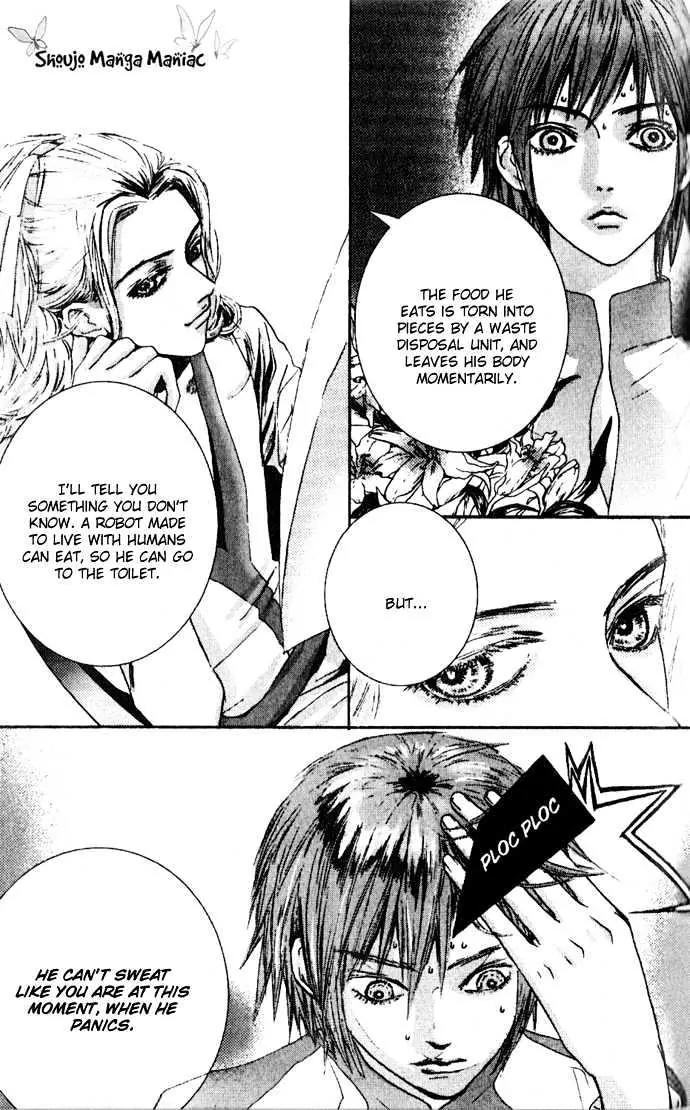 Shoujo Manga Maniac
I'LL TELL YOU
SOMETHING YOU DON'T
KNOW. A ROBOT MADE
TO LIVE WITH HUMANS
CAN EAT, SO HE CAN GO
TO THE TOILET.
THE FOOD HE
EATS IS TORN INTO
PIECES BY A WASTE
DISPOSAL UNIT, AND
LEAVES HIS BODY
MOMENTARILY.
BUT...
PLOC PLOC
HE CAN'T SWEAT
LIKE YOU ARE AT THIS
MOMENT, WHEN HE
PANICS.